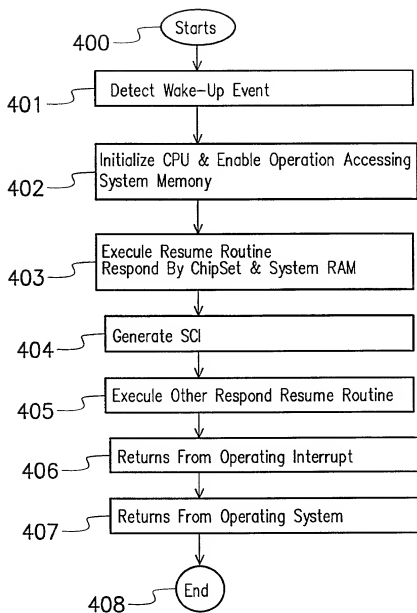 400
Starts
401
Detect Wake-Up Event
402
Initialize CPU & Enable Operation Accessing
System Memory
403
Execute Resume Routine
Respond By ChipSet & System RAM
404
Generate SCI
405
Execute Other Respond Resume Routine
406
Returns From Operating Interrupt
407
Returns From Operating System
408
End